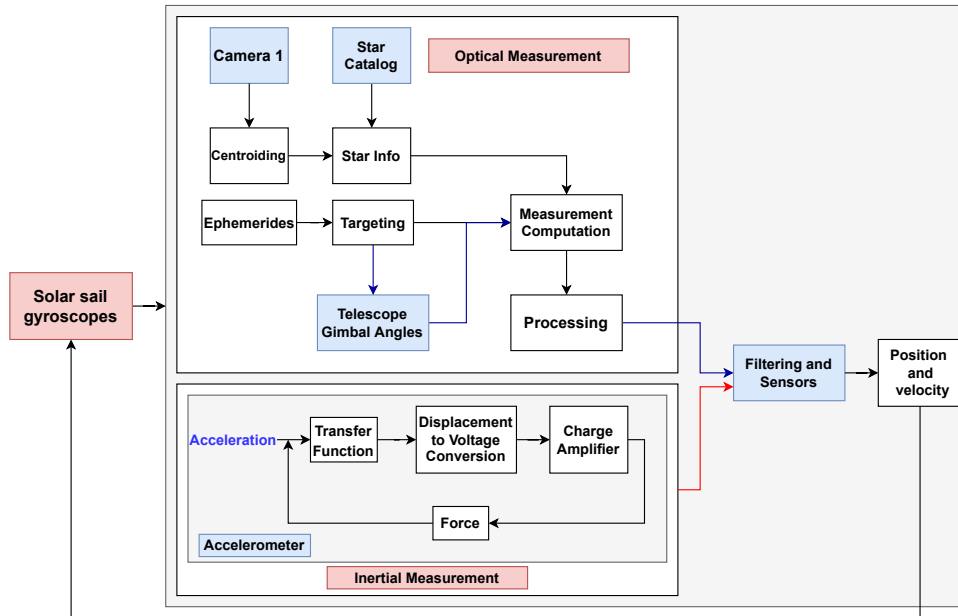 Camera 1
Star
Catalog
Optical Measurement
Centroiding
Star Info
Ephemerides
Targeting
Measurement
Computation
Solar sail
gyroscopes
Telescope
Gimbal Angles
Processing
Filtering and
Sensors
Position
and
velocity
Acceleration
Transfer
Function
Displacement
to Voltage
Conversion
Charge
Amplifier
Force
Accelerometer
Inertial Measurement